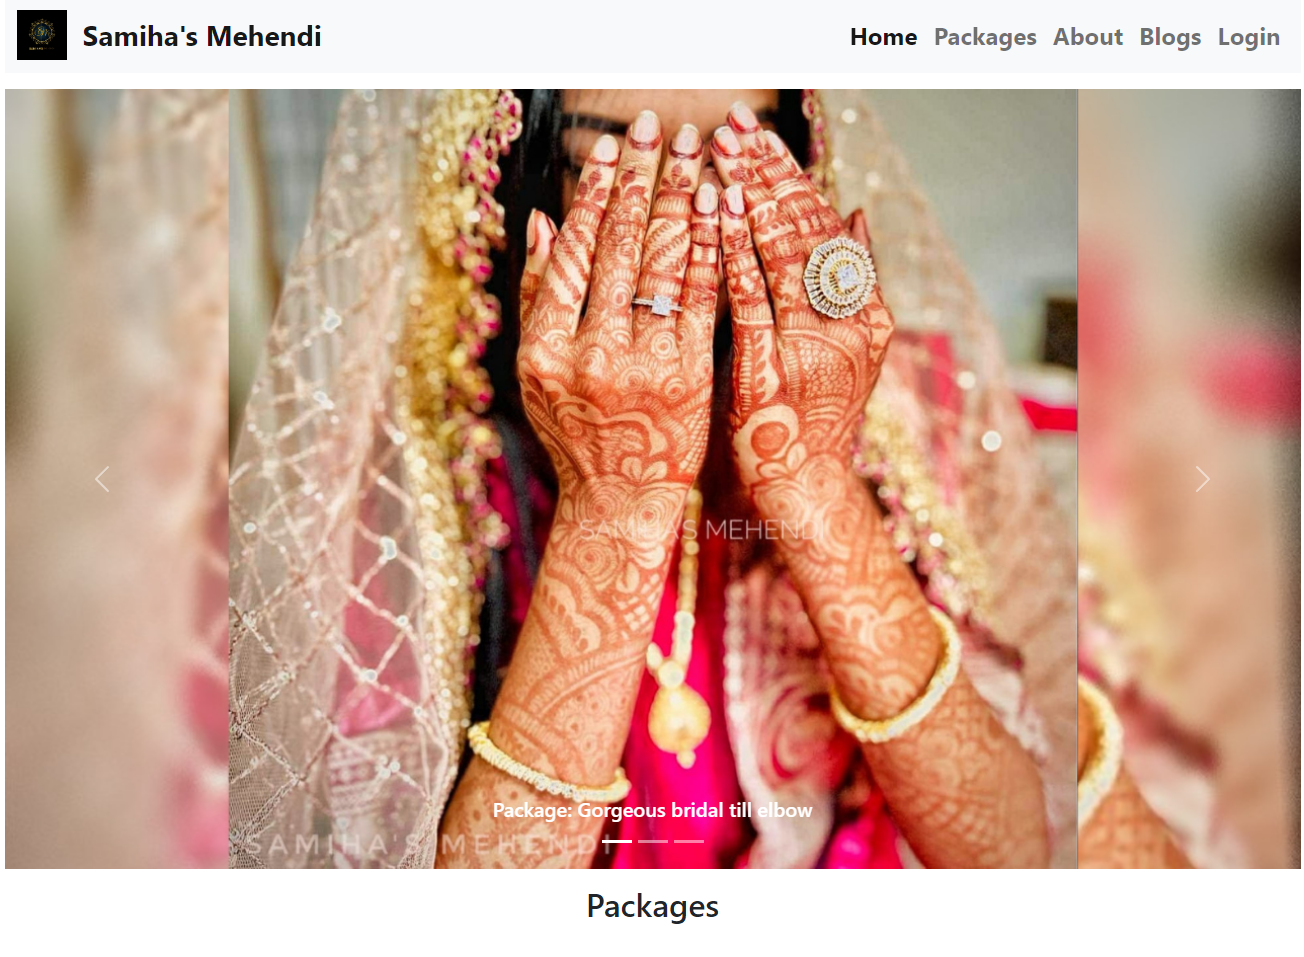 Samiha's Mehendi
Home Packages About Blogs Login
SAMIHA'S MEHENDI
Package: Gorgeous bridal till elbow
SAMIHA'S MEHENDI
Packages